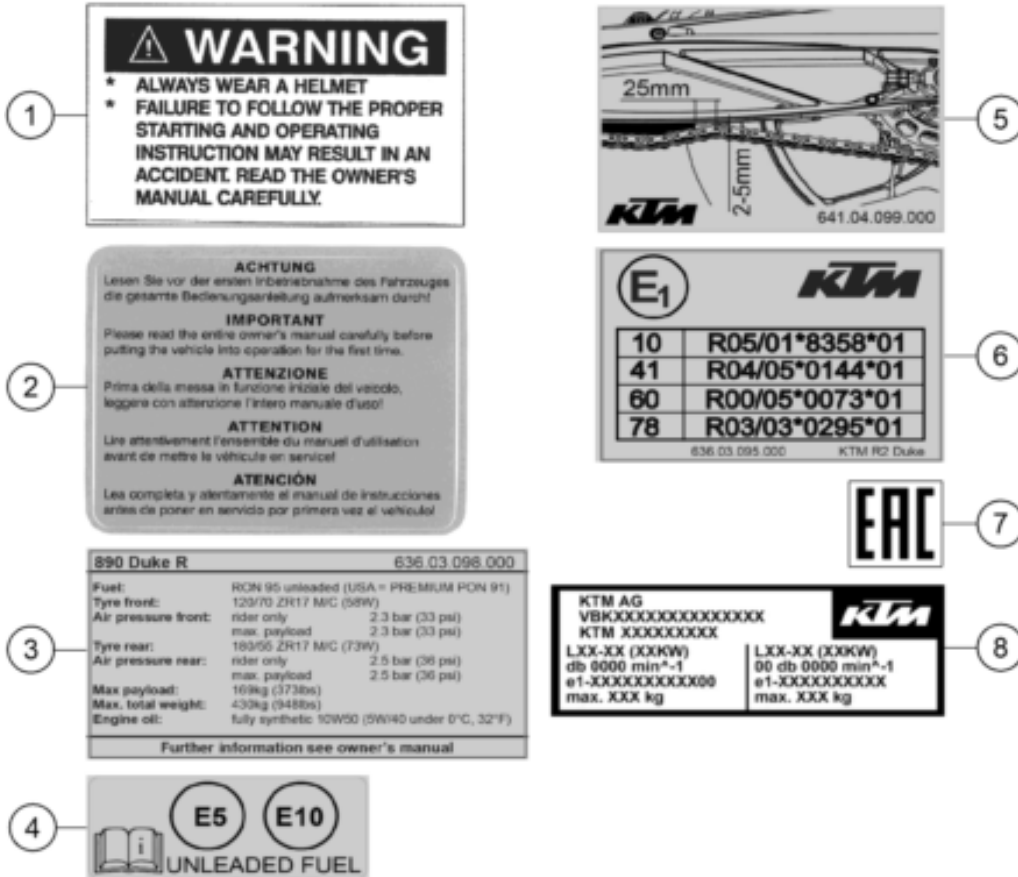 WARNING
* ALWAYS WEAR A HELMET
* FAILURE TO FOLLOW THE PROPER
STARTING AND OPERATING
INSTRUCTION MAY RESULT IN AN
ACCIDENT. READ THE OWNER'S
MANUAL CAREFULLY.
1
ACHTUNG
Lesen Sie vor der ersten Inbetriebnahme des Fahrzeuges
die gesamte Bedienungsanleitung aufmerksam durch!
IMPORTANT
Please read the entire owner's manual carefully before
putting the vehicle into operation for the first time.
ATTENZIONE
Prima della messa in funzione iniziale del veicolo,
leggere con attenzione l'intero manuale d'uso!
ATTENTION
Lire attentivement l'ensemble du manuel d'utilisation
avant de mettre le véhicule en service!
ATENCIÓN
Lea completa y atentamente el manual de instrucciones
antes de poner en servicio por primera vez el vehiculo!
2
890 Duke R 636.03.098.000
Fuel: RON 95 unleaded (USA = PREMIUM PON 91)
Tyre front: 120/70 ZR17 M/C (58W)
Air pressure front: rider only 2.3 bar (33 psi)
max. payload 2.3 bar (33 psi)
Tyre rear: 180/55 ZR17 M/C (73W)
Air pressure rear: rider only 2.5 bar (36 psi)
max. payload 2.5 bar (36 psi)
Max payload: 169kg (373lbs)
Max. total weight: 430kg (948lbs)
Engine oil: fully synthetic 10W50 (5W/40 under 0°C, 32°F)
Further information see owner's manual
3
E5 E10
i
UNLEADED FUEL
4
25mm
2-5mm
KTM
641.04.099.000
5
E1 KTM
10 R05/01*8358*01
41 R04/05*0144*01
60 R00/05*0073*01
78 R03/03*0295*01
636.03.095.000 KTM R2 Duke
6
EAC
7
KTM AG
VBKXXXXXXXXXXXXXX
KTM XXXXXXXXX
KTM
LXX-XX (XXKW)
db 0000 min^-1
e1-XXXXXXXXXX00
max. XXX kg
LXX-XX (XXKW)
00 db 0000 min^-1
e1-XXXXXXXXXX
max. XXX kg
8